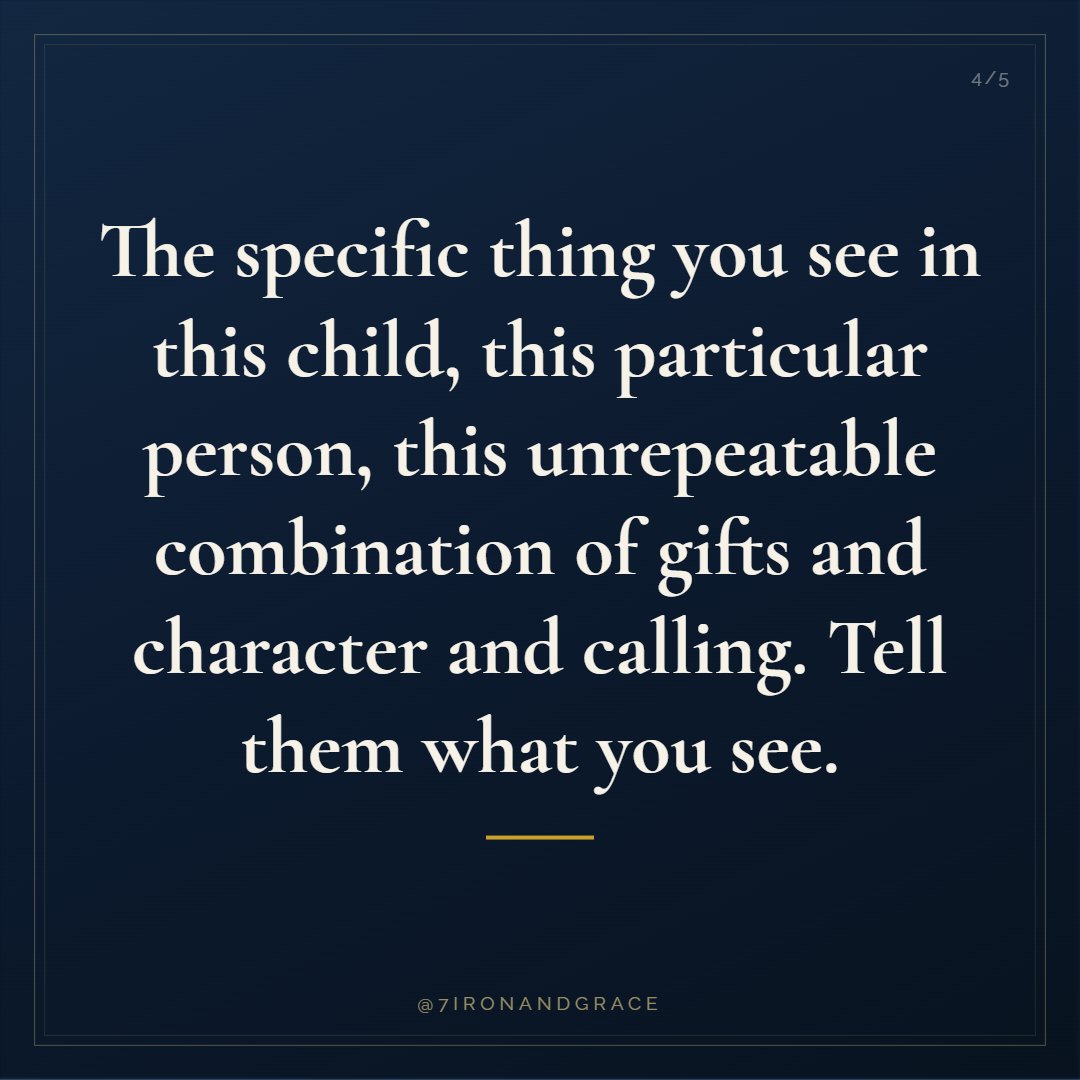 4/5
The specific thing you see in
this child, this particular
person, this unrepeatable
combination of gifts and
character and calling. Tell
them what you see.
@7IRONANDGRACE